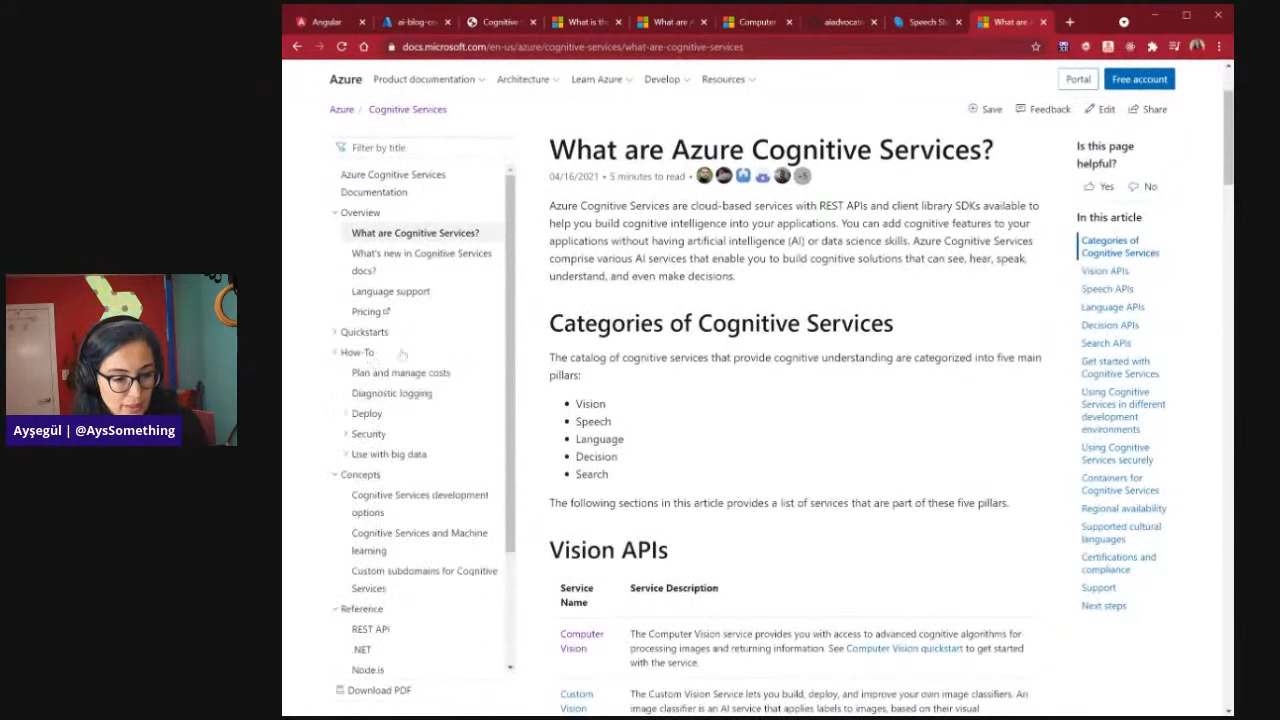 Angular
ai-blog-co
Cognitive
What is th
What are A
Computer
aiadvocat
Speech St
What are A
docs.microsoft.com/en-us/azure/cognitive-services/what-are-cognitive-services
Azure Product documentation Architecture Learn Azure Develop Resources Portal Free account
Azure / Cognitive Services Save Feedback Edit Share
Filter by title
Azure Cognitive Services
Documentation
Overview
What are Cognitive Services?
What's new in Cognitive Services
docs?
Language support
Pricing
Quickstarts
How-To
Plan and manage costs
Diagnostic logging
Deploy
Security
Use with big data
Concepts
Cognitive Services development
options
Cognitive Services and Machine
learning
Custom subdomains for Cognitive
Services
Reference
REST API
.NET
Node.js
Download PDF
What are Azure Cognitive Services?
04/16/2021 • 5 minutes to read • +5
Azure Cognitive Services are cloud-based services with REST APIs and client library SDKs available to
help you build cognitive intelligence into your applications. You can add cognitive features to your
applications without having artificial intelligence (AI) or data science skills. Azure Cognitive Services
comprise various AI services that enable you to build cognitive solutions that can see, hear, speak,
understand, and even make decisions.
Categories of Cognitive Services
The catalog of cognitive services that provide cognitive understanding are categorized into five main
pillars:
• Vision
• Speech
• Language
• Decision
• Search
The following sections in this article provides a list of services that are part of these five pillars.
Vision APIs
Service
Name
Service Description
Computer
Vision
The Computer Vision service provides you with access to advanced cognitive algorithms for
processing images and returning information. See Computer Vision quickstart to get started
with the service.
Custom
Vision
The Custom Vision Service lets you build, deploy, and improve your own image classifiers. An
image classifier is an AI service that applies labels to images, based on their visual
Is this page
helpful?
Yes No
In this article
Categories of
Cognitive Services
Vision APIs
Speech APIs
Language APIs
Decision APIs
Search APIs
Get started with
Cognitive Services
Using Cognitive
Services in different
development
environments
Using Cognitive
Services securely
Containers for
Cognitive Services
Regional availability
Supported cultural
languages
Certifications and
compliance
Support
Next steps
Ayşegül | @AysSomething